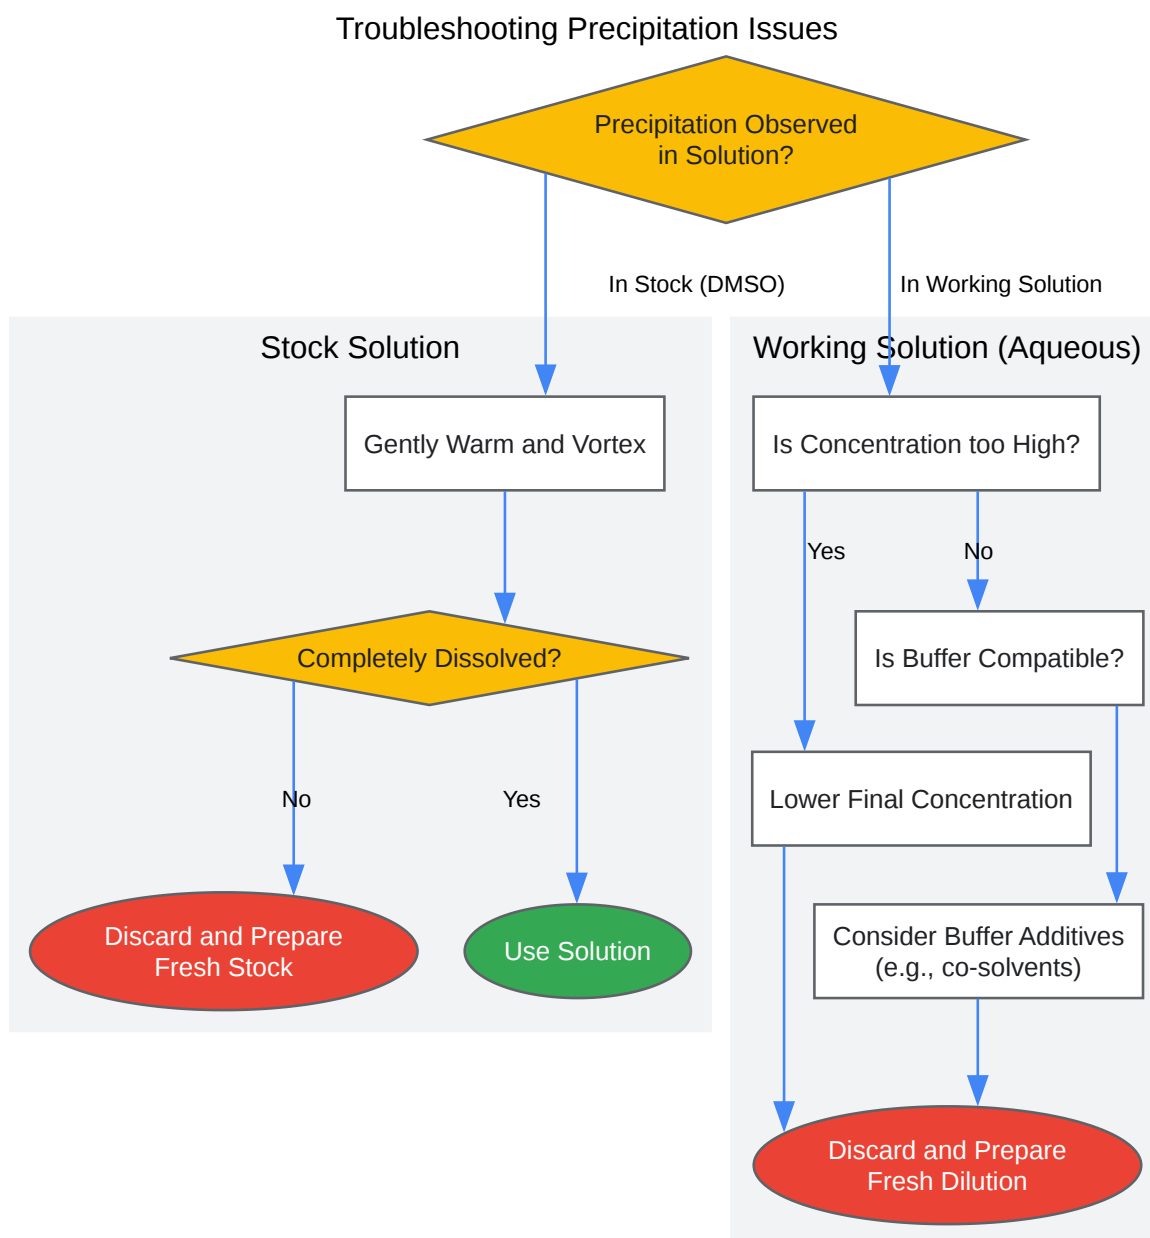 Troubleshooting Precipitation Issues
Precipitation Observed
in Solution?
In Stock (DMSO)
In Working Solution
Stock Solution
Gently Warm and Vortex
Completely Dissolved?
No
Yes
Discard and Prepare
Fresh Stock
Use Solution
Working Solution (Aqueous)
Is Concentration too High?
Yes
No
Is Buffer Compatible?
Lower Final Concentration
Consider Buffer Additives
(e.g., co-solvents)
Discard and Prepare
Fresh Dilution